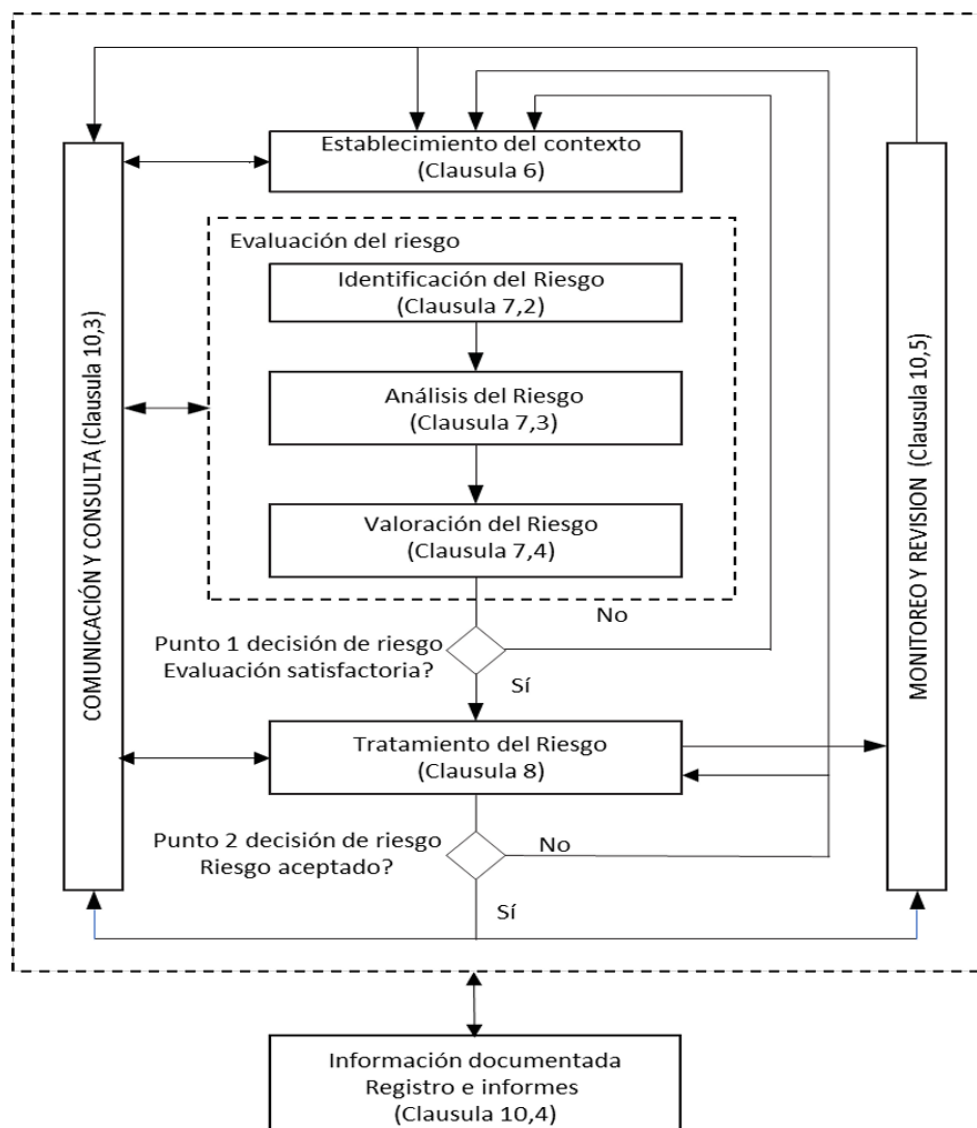 Establecimiento del contexto
(Clausula 6)
Evaluación del riesgo
Identificación del Riesgo
(Clausula 7,2)
Análisis del Riesgo
(Clausula 7,3)
Valoración del Riesgo
(Clausula 7,4)
No
Punto 1 decisión de riesgo
Evaluación satisfactoria?
Sí
Tratamiento del Riesgo
(Clausula 8)
Punto 2 decisión de riesgo
Riesgo aceptado?
No
Sí
COMUNICACIÓN Y CONSULTA (Clausula 10,3)
MONITOREO Y REVISION (Clausula 10,5)
Información documentada
Registro e informes
(Clausula 10,4)